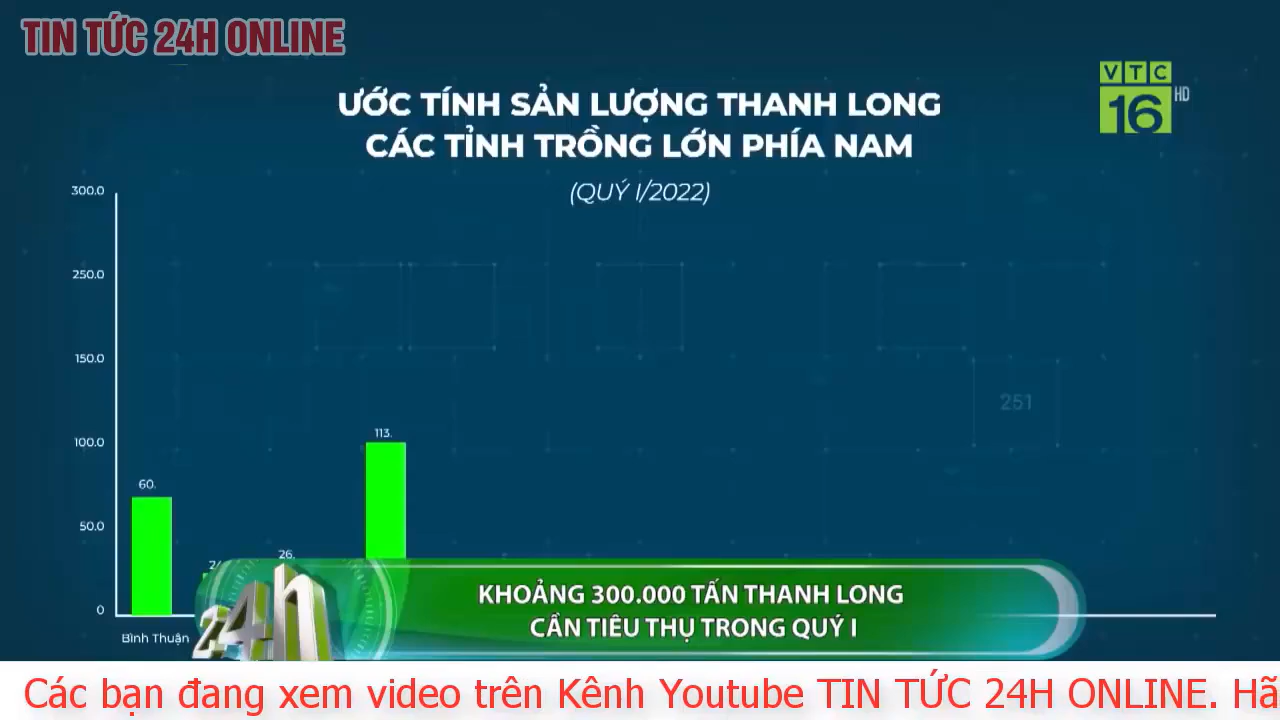 TIN TỨC 24H ONLINE
VTC
16 HD
ƯỚC TÍNH SẢN LƯỢNG THANH LONG
CÁC TỈNH TRỒNG LỚN PHÍA NAM
(QUÝ I/2022)
300.0
250.0
150.0
251
100.0
113.
60.
50.0
26.
0
Bình Thuận
24h
KHOẢNG 300.000 TẤN THANH LONG
CẦN TIÊU THỤ TRONG QUÝ I
Các bạn đang xem video trên Kênh Youtube TIN TỨC 24H ONLINE. Hã